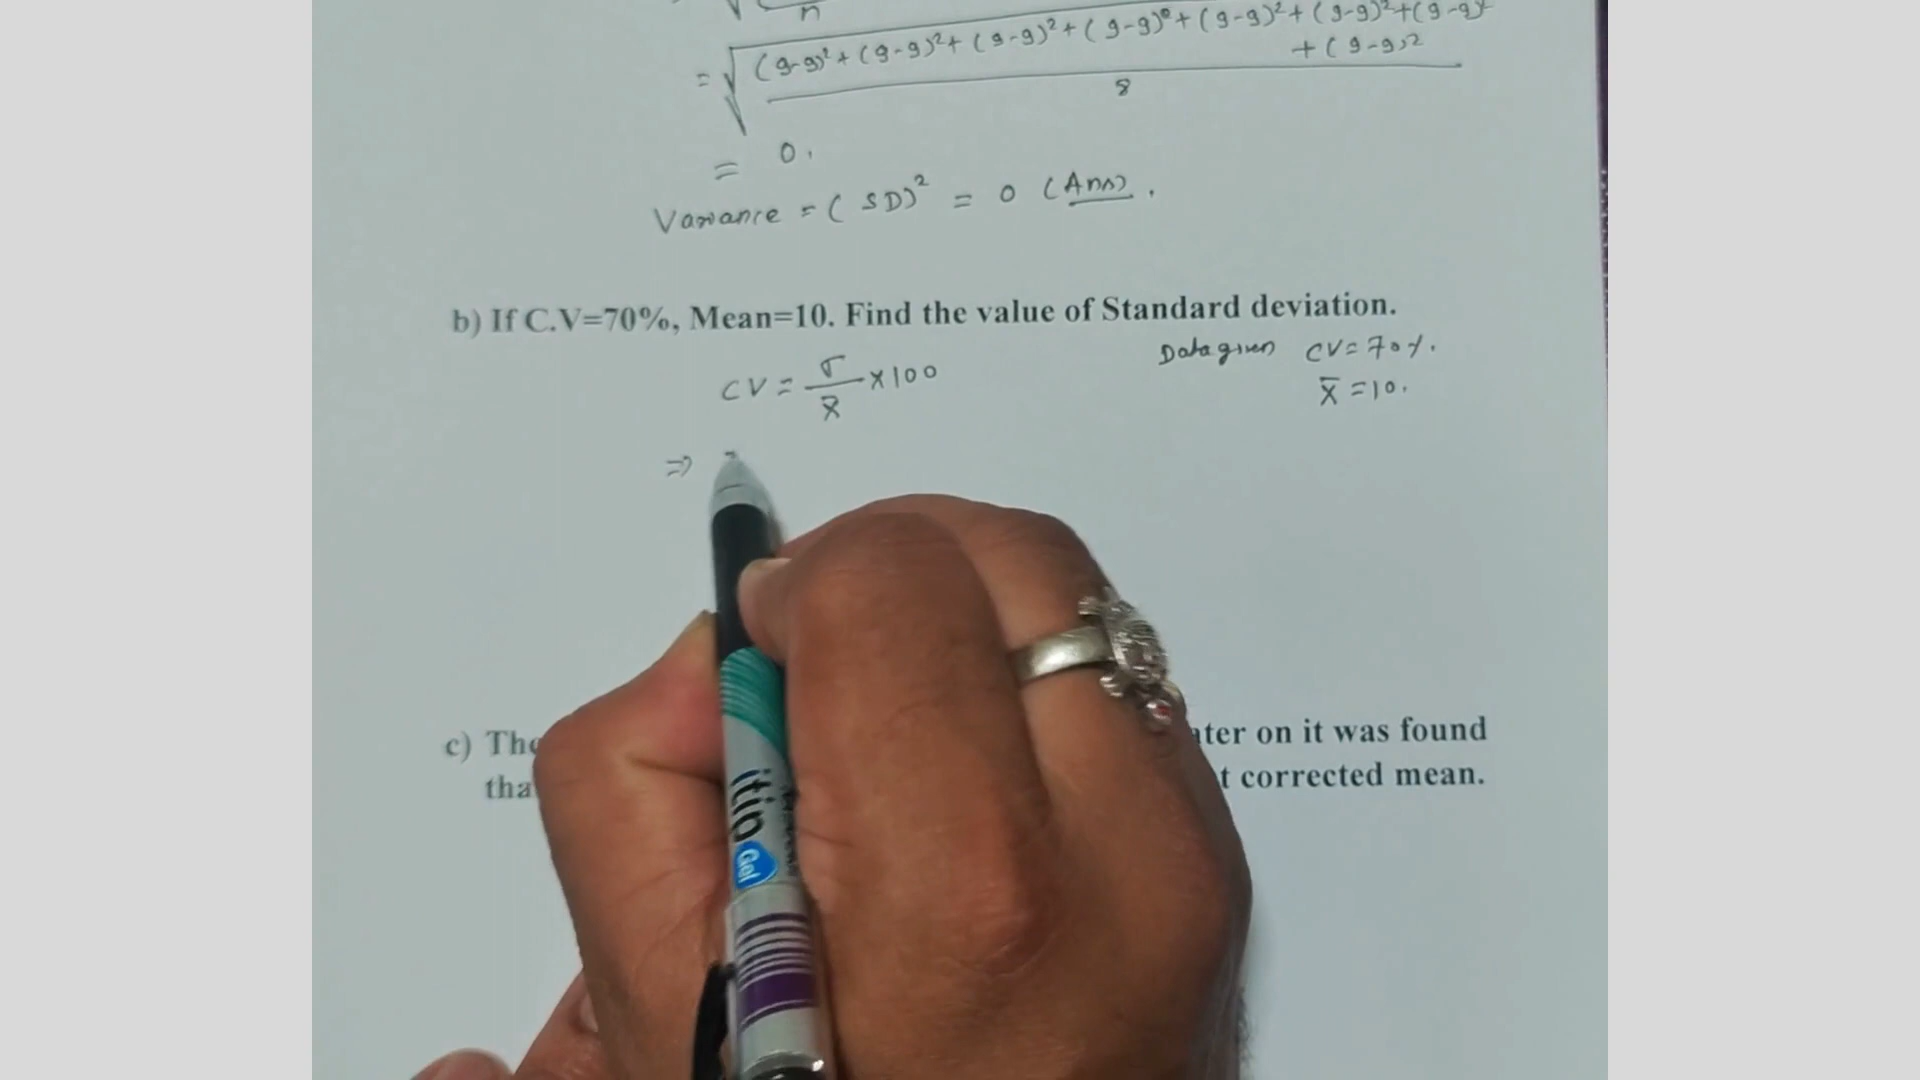 n
= √ (9-9)²+(9-9)²+(9-9)²+(9-9)²+(9-9)²+(9-9)²+(9-9)²
+(9-9)²
8
= 0.
Variance = (SD)² = 0 (Ans).
b) If C.V=70%, Mean=10. Find the value of Standard deviation.
Data given CV=70%.
CV = σ/x̄ ×100
x̄ =10.
⇒
c) The ater on it was found
tha t corrected mean.
itip
Gel